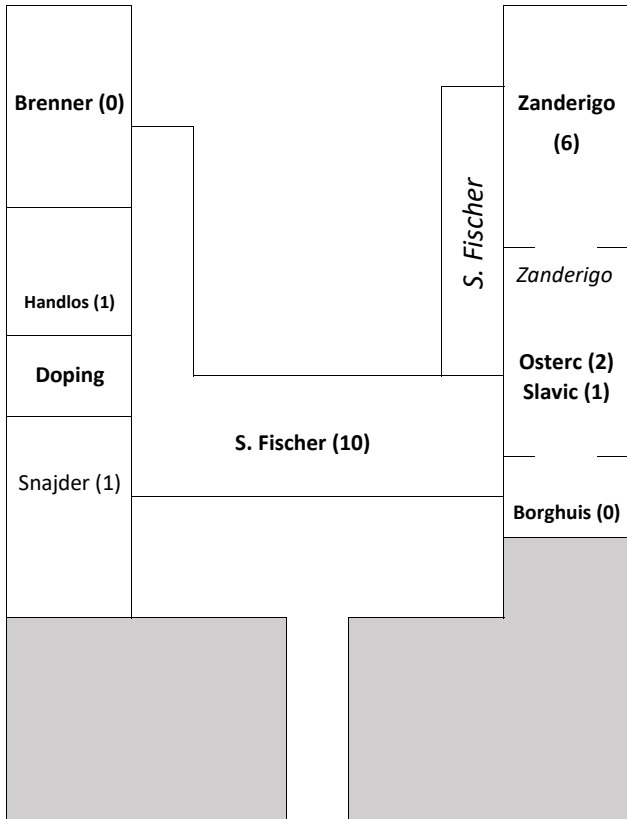 Brenner (0)
Handlos (1)
Doping
Snajder (1)
S. Fischer (10)
S. Fischer
Zanderigo
(6)
Zanderigo
Osterc (2)
Slavic (1)
Borghuis (0)